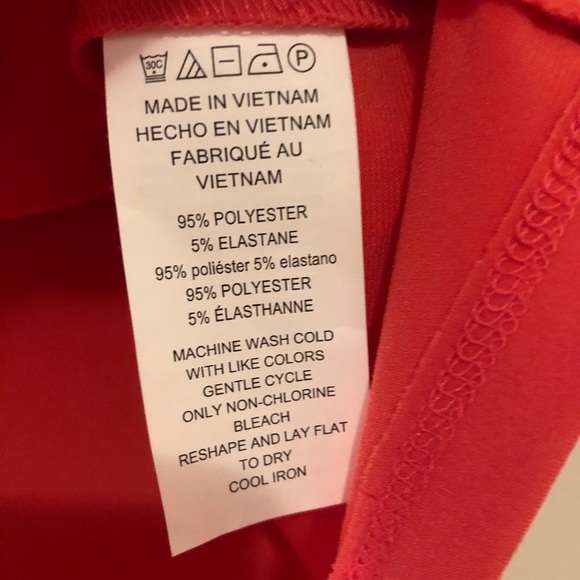 30C P
MADE IN VIETNAM
HECHO EN VIETNAM
FABRIQUÉ AU
VIETNAM
95% POLYESTER
5% ELASTANE
95% poliéster 5% elastano
95% POLYESTER
5% ÉLASTHANNE
MACHINE WASH COLD
WITH LIKE COLORS
GENTLE CYCLE
ONLY NON-CHLORINE
BLEACH
RESHAPE AND LAY FLAT
TO DRY
COOL IRON